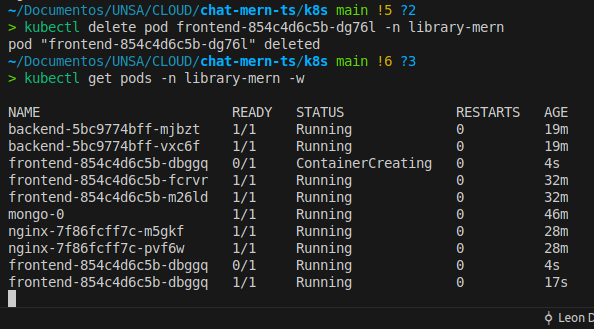 ~/Documentos/UNSA/CLOUD/chat-mern-ts/k8s main !5 ?2
> kubectl delete pod frontend-854c4d6c5b-dg76l -n library-mern
pod "frontend-854c4d6c5b-dg76l" deleted
~/Documentos/UNSA/CLOUD/chat-mern-ts/k8s main !6 ?3
> kubectl get pods -n library-mern -w
NAME READY STATUS RESTARTS AGE
backend-5bc9774bff-mjbzt 1/1 Running 0 19m
backend-5bc9774bff-vxc6f 1/1 Running 0 19m
frontend-854c4d6c5b-dbggq 0/1 ContainerCreating 0 4s
frontend-854c4d6c5b-fcrvr 1/1 Running 0 32m
frontend-854c4d6c5b-m26ld 1/1 Running 0 32m
mongo-0 1/1 Running 0 46m
nginx-7f86fcff7c-m5gkf 1/1 Running 0 28m
nginx-7f86fcff7c-pvf6w 1/1 Running 0 28m
frontend-854c4d6c5b-dbggq 0/1 Running 0 4s
frontend-854c4d6c5b-dbggq 1/1 Running 0 17s
Leon D